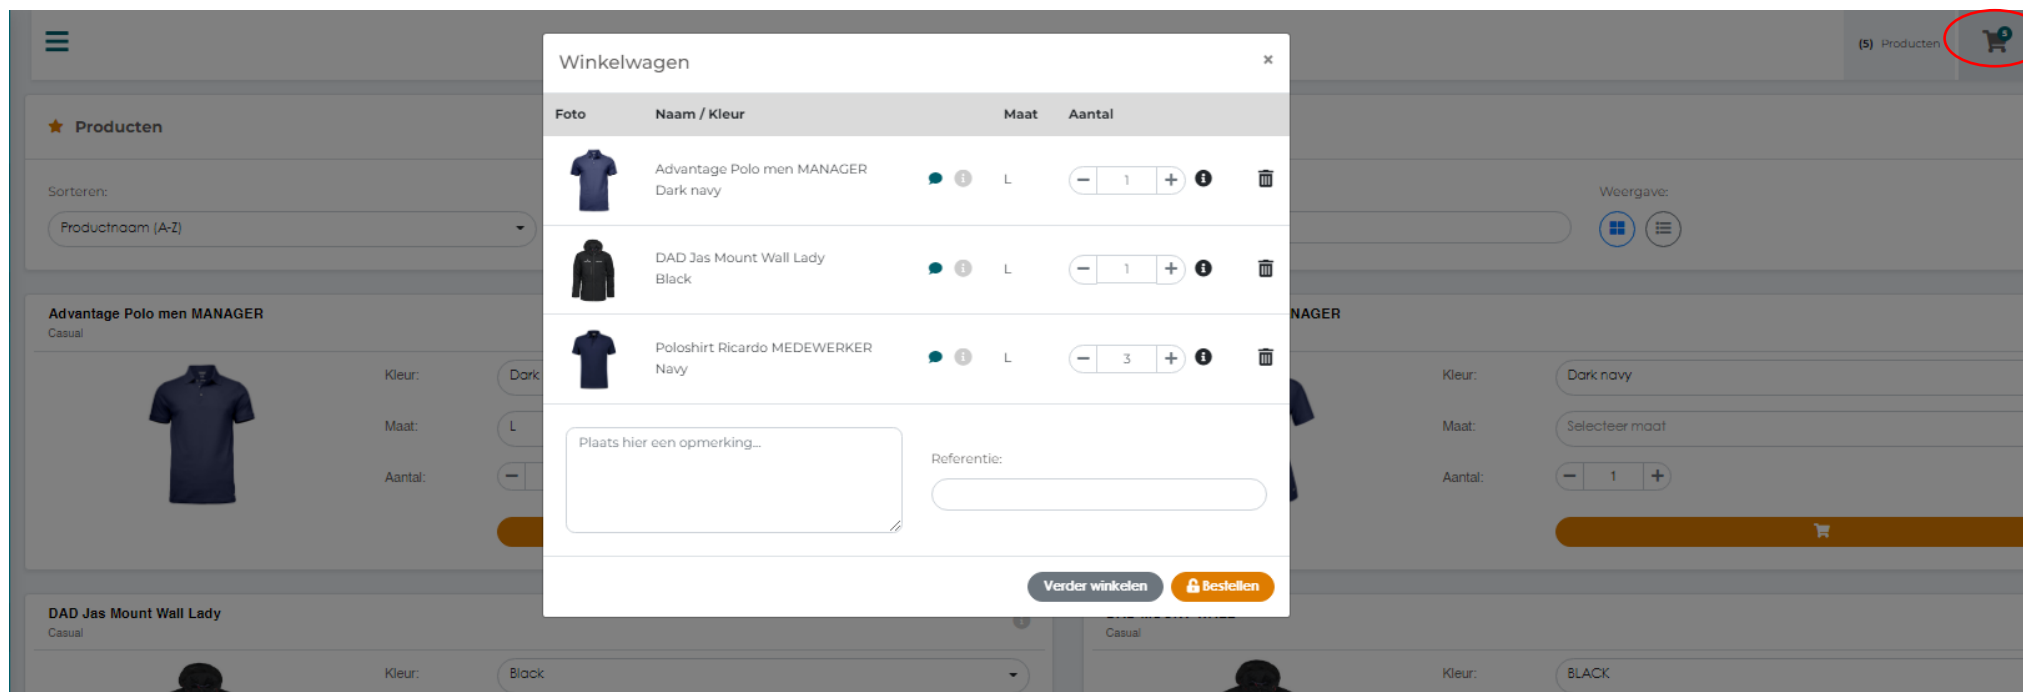 (5) Producten
5
Winkelwagen
×
Foto Naam / Kleur Maat Aantal
Advantage Polo men MANAGER
Dark navy
L
1
DAD Jas Mount Wall Lady
Black
L
1
Poloshirt Ricardo MEDEWERKER
Navy
L
3
Plaats hier een opmerking...
Referentie:
Verder winkelen
Bestellen
Producten
Sorteren:
Productnaam (A-Z)
Weergave:
Advantage Polo men MANAGER
Casual
Kleur:
Dark
Maat:
L
Aantal:
NAGER
Kleur:
Dark navy
Maat:
Selecteer maat
Aantal:
1
DAD Jas Mount Wall Lady
Casual
Kleur:
Black
Casual
Kleur:
BLACK